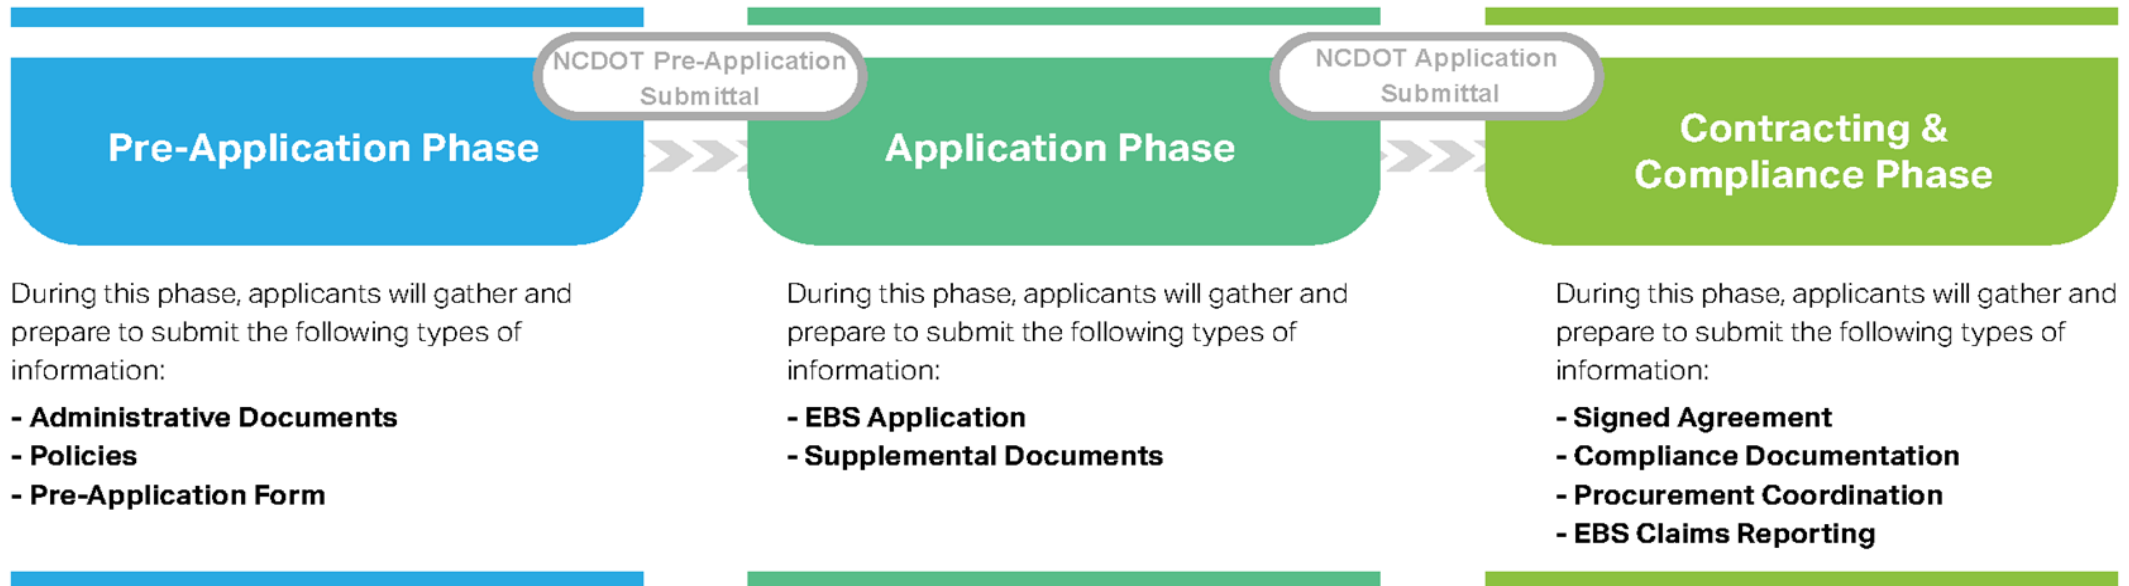 NCDOT Pre-Application
Submittal
NCDOT Application
Submittal
Pre-Application Phase
Application Phase
Contracting &
Compliance Phase
During this phase, applicants will gather and
prepare to submit the following types of
information:
- Administrative Documents
- Policies
- Pre-Application Form
During this phase, applicants will gather and
prepare to submit the following types of
information:
- EBS Application
- Supplemental Documents
During this phase, applicants will gather and
prepare to submit the following types of
information:
- Signed Agreement
- Compliance Documentation
- Procurement Coordination
- EBS Claims Reporting